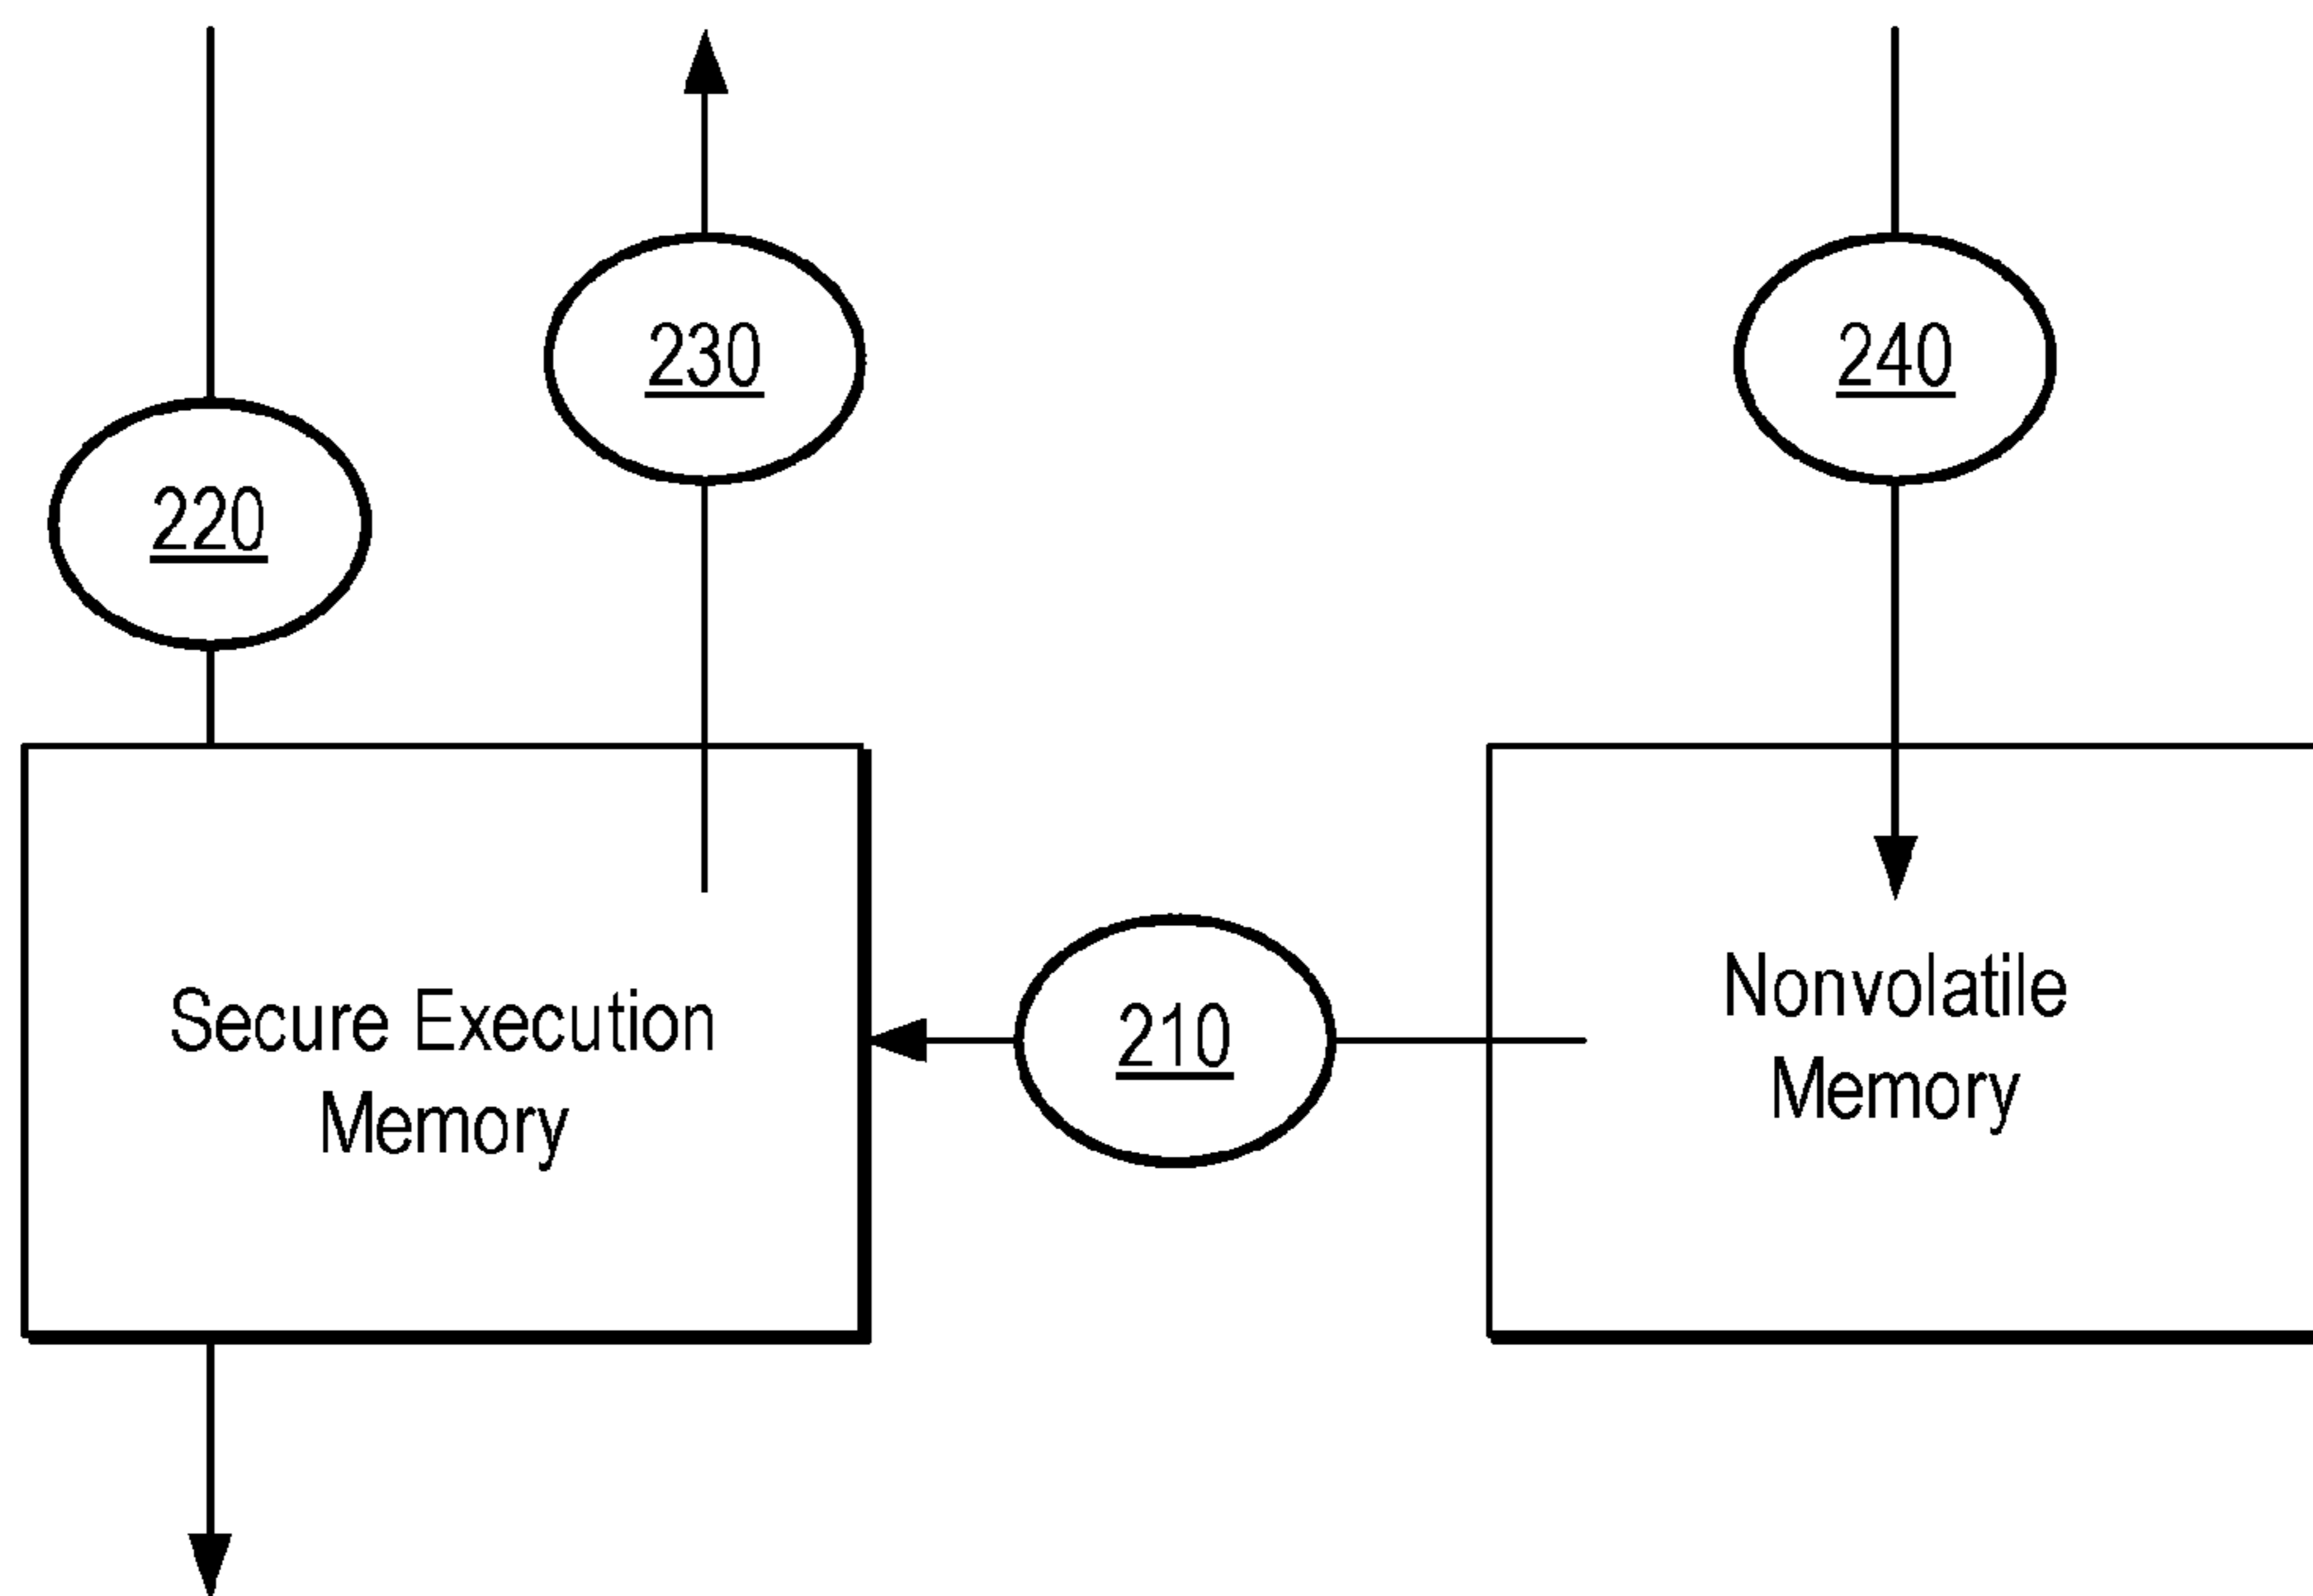 230
240
220
Secure Execution
Memory
210
Nonvolatile
Memory